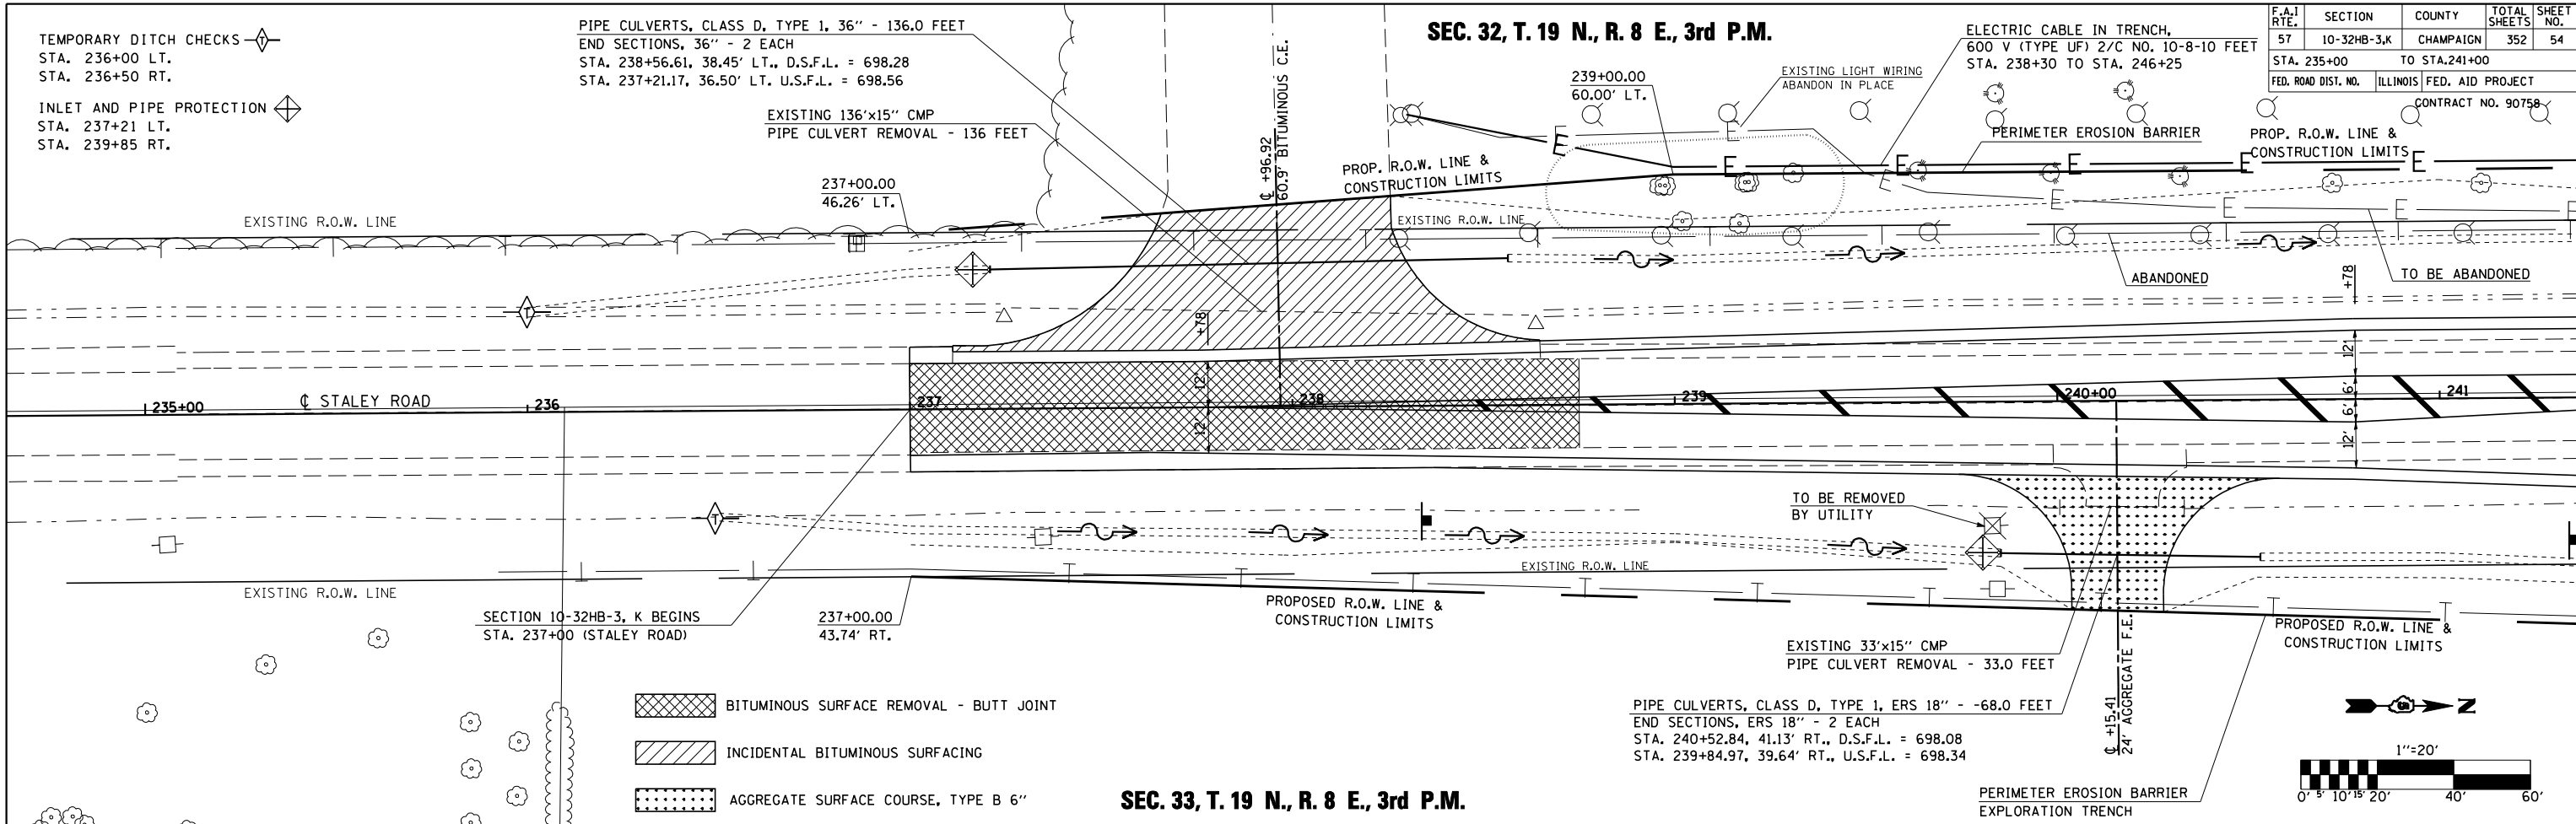 TEMPORARY DITCH CHECKS T
STA. 236+00 LT.
STA. 236+50 RT.
INLET AND PIPE PROTECTION
STA. 237+21 LT.
STA. 239+85 RT.
PIPE CULVERTS, CLASS D, TYPE 1, 36" - 136.0 FEET
END SECTIONS, 36" - 2 EACH
STA. 238+56.61, 38.45' LT., D.S.F.L. = 698.28
STA. 237+21.17, 36.50' LT. U.S.F.L. = 698.56
EXISTING 136'x15" CMP
PIPE CULVERT REMOVAL - 136 FEET
237+00.00
46.26' LT.
EXISTING R.O.W. LINE
℄ +96.92
60.9' BITUMINOUS C.E.
SEC. 32, T. 19 N., R. 8 E., 3rd P.M.
239+00.00
60.00' LT.
EXISTING LIGHT WIRING
ABANDON IN PLACE
ELECTRIC CABLE IN TRENCH,
600 V (TYPE UF) 2/C NO. 10-8-10 FEET
STA. 238+30 TO STA. 246+25
F.A.I RTE. SECTION COUNTY TOTAL SHEETS SHEET NO.
57 10-32HB-3,K CHAMPAIGN 352 54
STA. 235+00 TO STA.241+00
FED. ROAD DIST. NO. ILLINOIS FED. AID PROJECT
CONTRACT NO. 90758
PERIMETER EROSION BARRIER
PROP. R.O.W. LINE &
CONSTRUCTION LIMITS
PROP. R.O.W. LINE &
CONSTRUCTION LIMITS
E E E E E E
E E E E E E E
EXISTING R.O.W. LINE
ABANDONED
TO BE ABANDONED
T
+78
+78
12'
12'
12'
6'
6'
12'
235+00
℄ STALEY ROAD
236
237
238
239
240+00
241
T
TO BE REMOVED
BY UTILITY
EXISTING R.O.W. LINE
EXISTING R.O.W. LINE
SECTION 10-32HB-3, K BEGINS
STA. 237+00 (STALEY ROAD)
237+00.00
43.74' RT.
PROPOSED R.O.W. LINE &
CONSTRUCTION LIMITS
PROPOSED R.O.W. LINE &
CONSTRUCTION LIMITS
EXISTING 33'x15" CMP
PIPE CULVERT REMOVAL - 33.0 FEET
PIPE CULVERTS, CLASS D, TYPE 1, ERS 18" - -68.0 FEET
END SECTIONS, ERS 18" - 2 EACH
STA. 240+52.84, 41.13' RT., D.S.F.L. = 698.08
STA. 239+84.97, 39.64' RT., U.S.F.L. = 698.34
℄ +15.41
24' AGGREGATE F.E.
BITUMINOUS SURFACE REMOVAL - BUTT JOINT
INCIDENTAL BITUMINOUS SURFACING
AGGREGATE SURFACE COURSE, TYPE B 6"
SEC. 33, T. 19 N., R. 8 E., 3rd P.M.
PERIMETER EROSION BARRIER
EXPLORATION TRENCH
N
1"=20'
0' 5' 10' 15' 20' 40' 60'